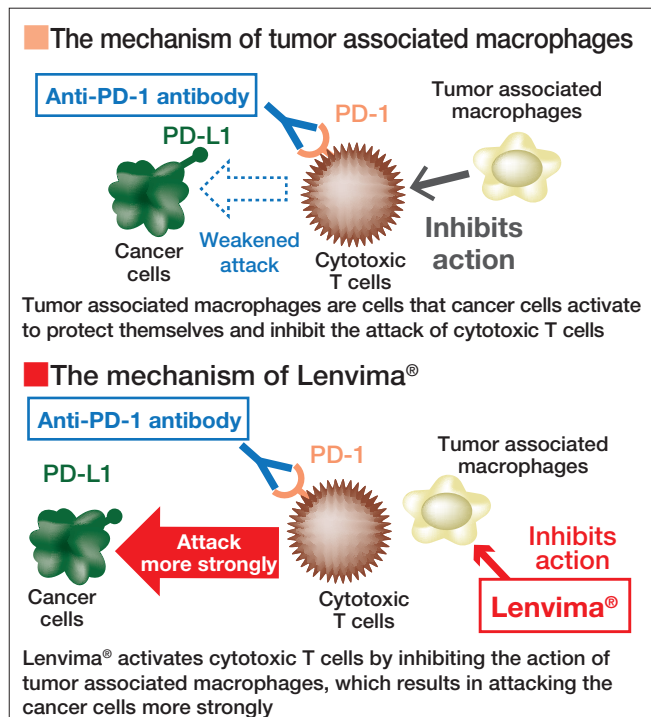 The mechanism of tumor associated macrophages
Anti-PD-1 antibody
PD-1
Tumor associated
macrophages
PD-L1
Cancer
cells
Weakened
attack
Cytotoxic
T cells
Inhibits
action
Tumor associated macrophages are cells that cancer cells activate
to protect themselves and inhibit the attack of cytotoxic T cells
The mechanism of Lenvima®
Anti-PD-1 antibody
PD-1
Tumor associated
macrophages
PD-L1
Attack
more strongly
Cancer
cells
Cytotoxic
T cells
Inhibits
action
Lenvima®
Lenvima® activates cytotoxic T cells by inhibiting the action of
tumor associated macrophages, which results in attacking the
cancer cells more strongly